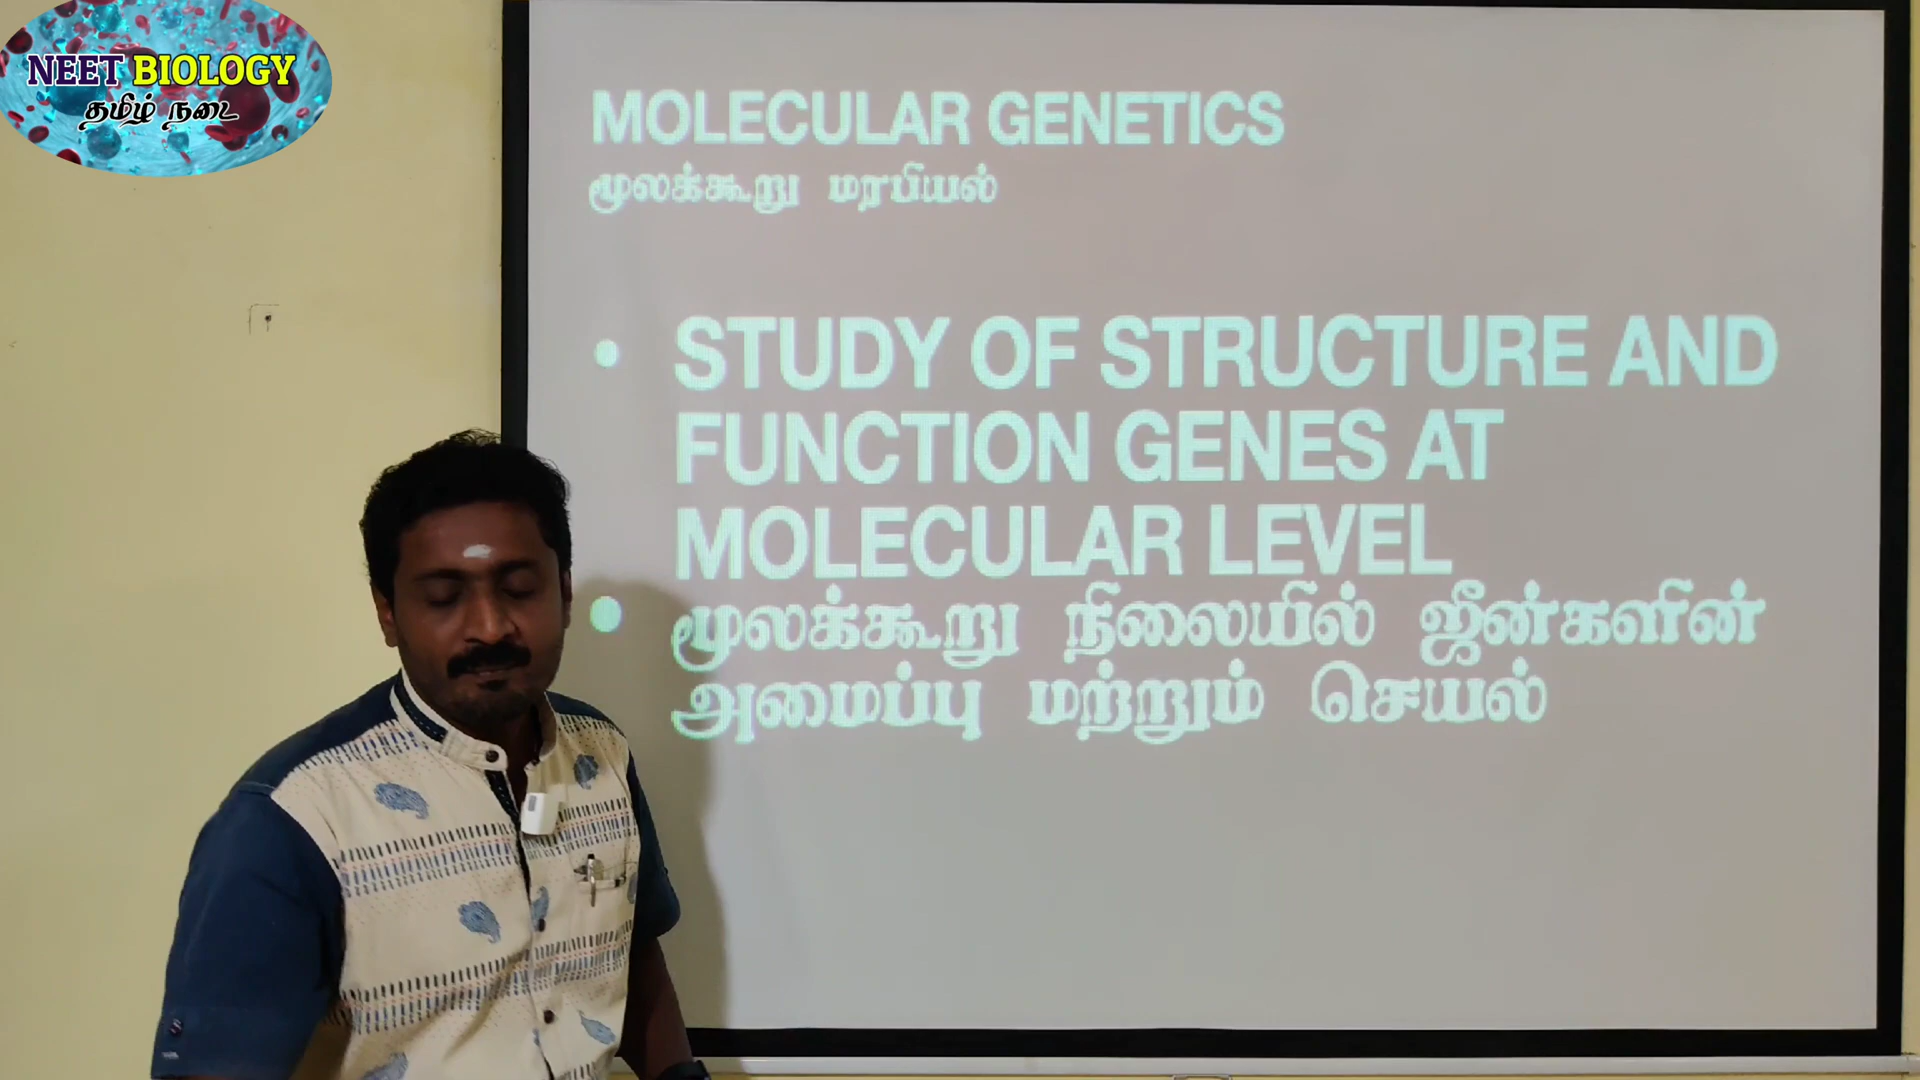 NEET BIOLOGY
தமிழ் நடை
MOLECULAR GENETICS
மூலக்கூறு மரபியல்
• STUDY OF STRUCTURE AND
FUNCTION GENES AT
MOLECULAR LEVEL
• மூலக்கூறு நிலையில் ஜீன்களின்
அமைப்பு மற்றும் செயல்